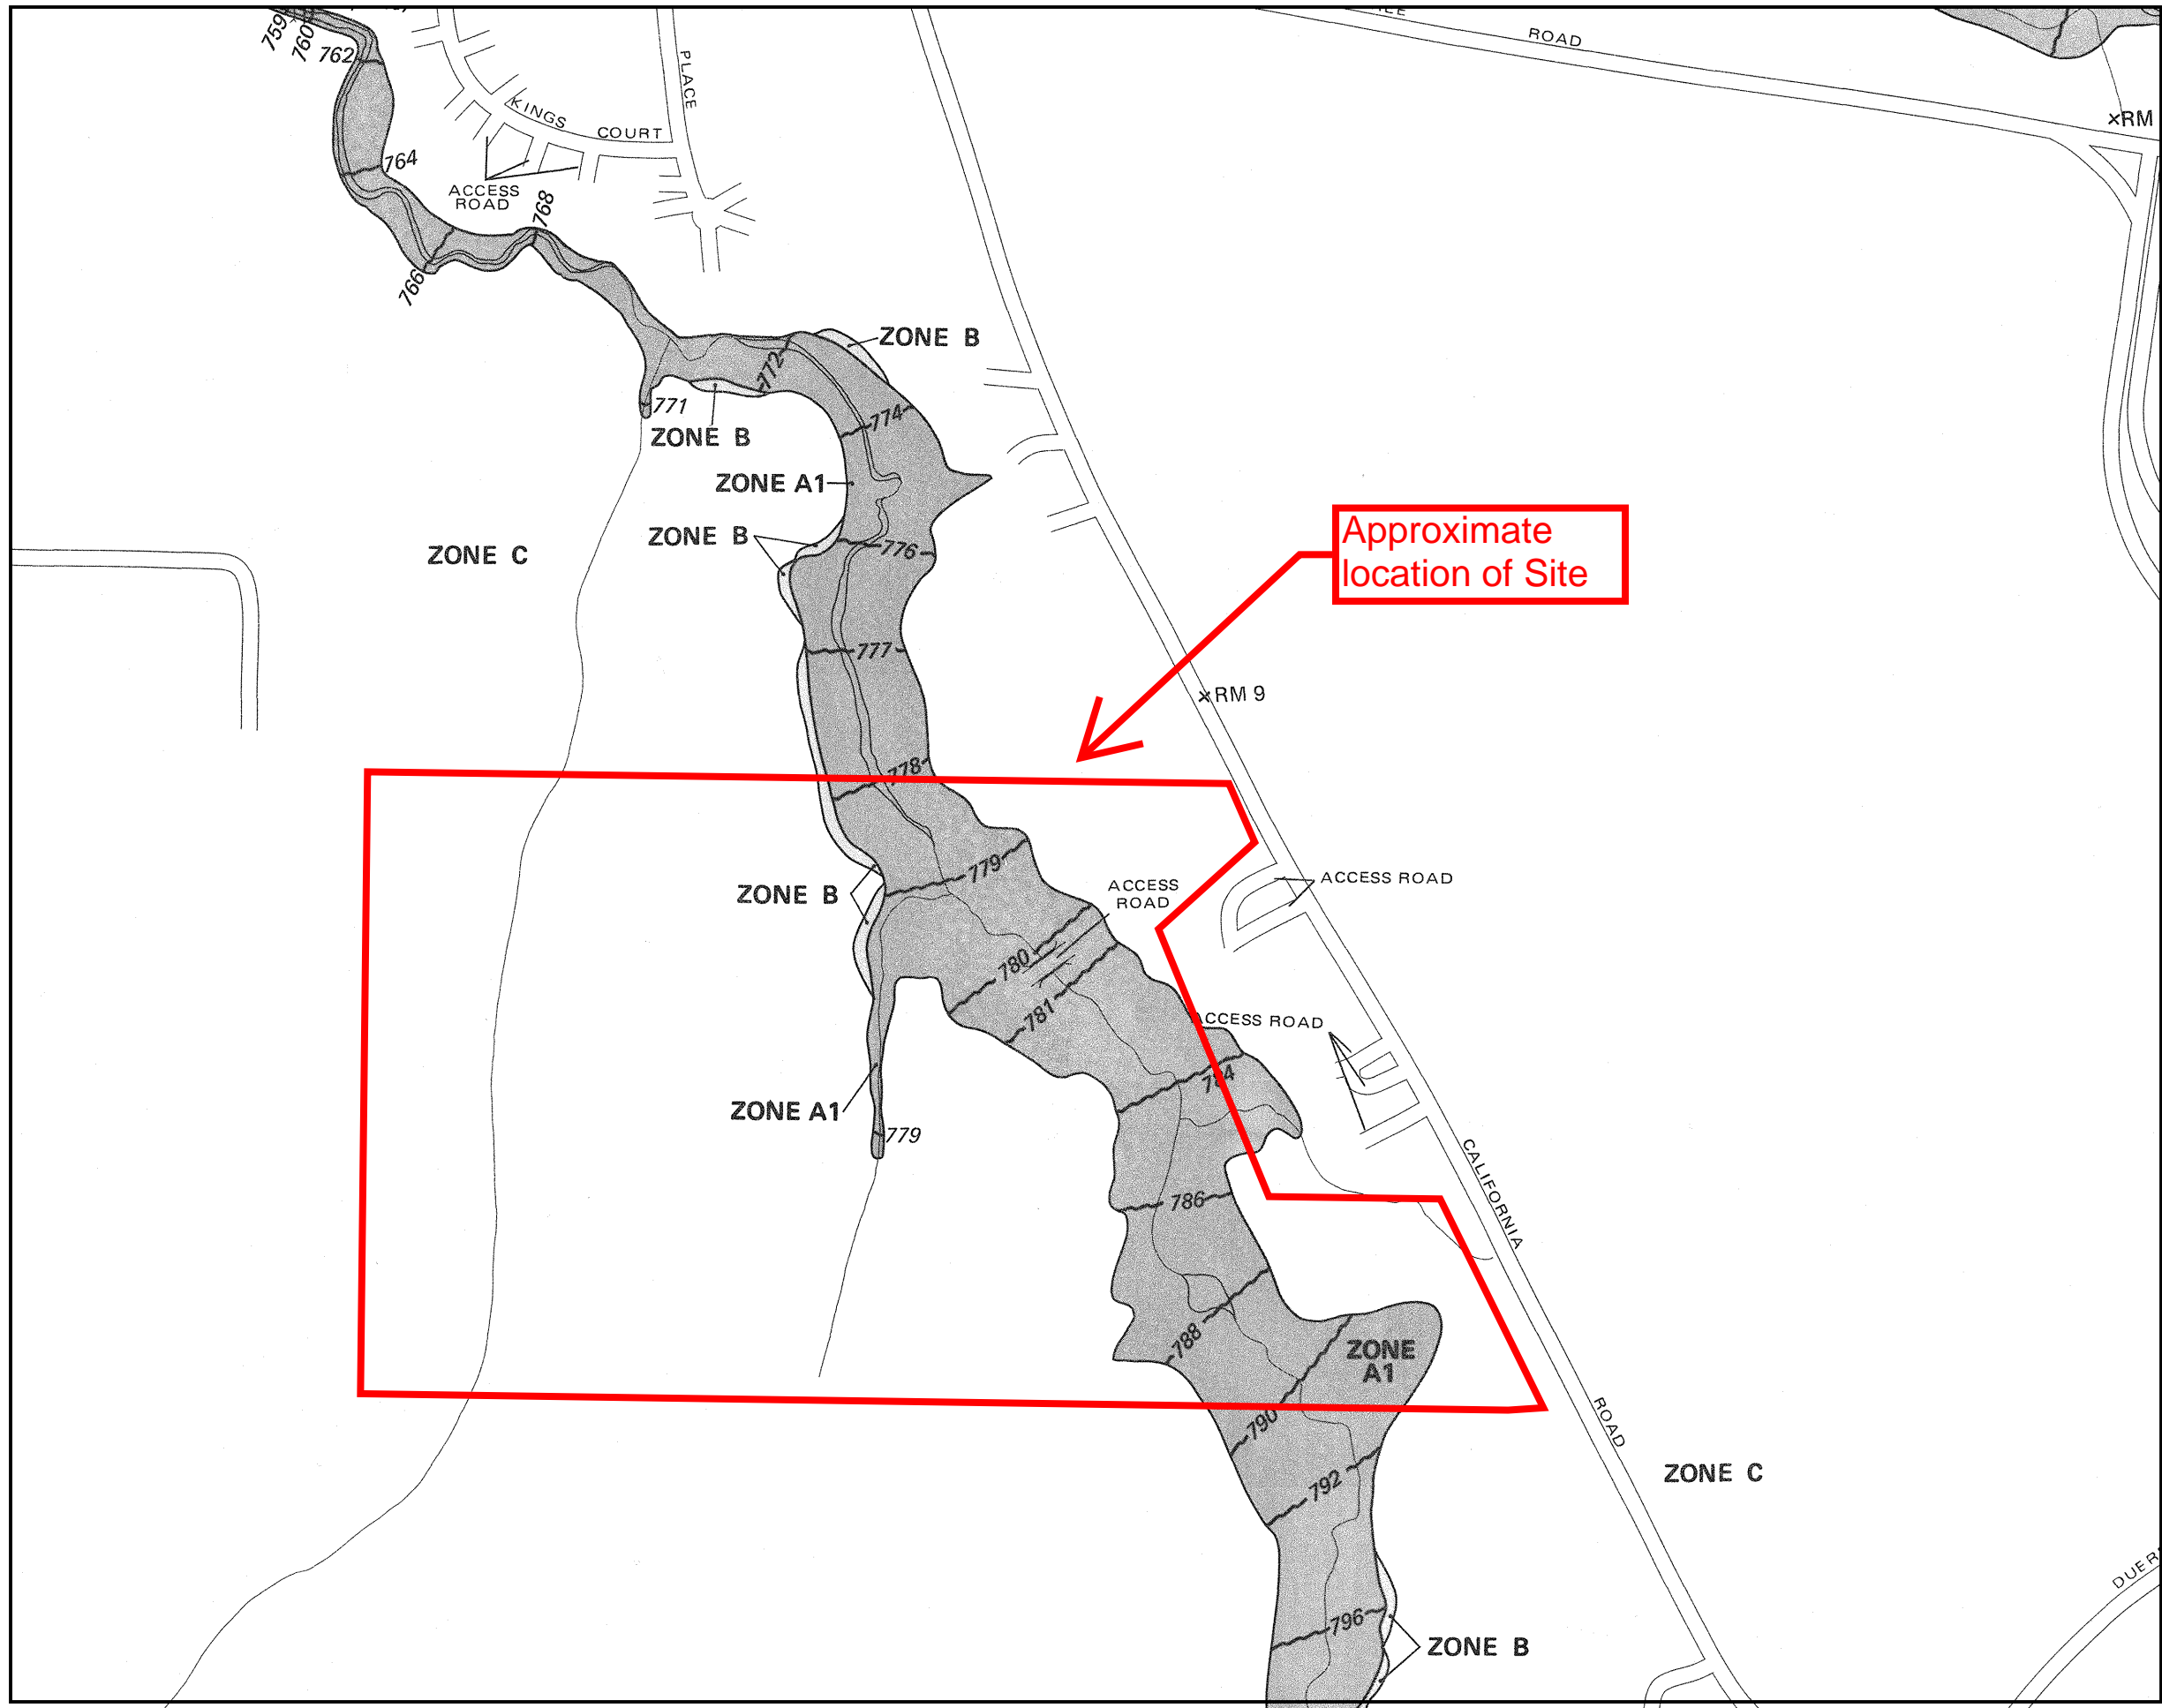 759
760
762
PLACE
ROAD
KINGS COURT
×RM
764
ACCESS
ROAD
768
766
ZONE B
772
771
774
ZONE B
ZONE A1
Approximate
location of Site
ZONE B
776
ZONE C
777
RM 9
778
779
ACCESS
ROAD
ACCESS ROAD
ZONE B
780
781
ACCESS ROAD
784
ZONE A1
779
CALIFORNIA
786
788
ZONE
A1
790
ROAD
792
ZONE C
796
ZONE B